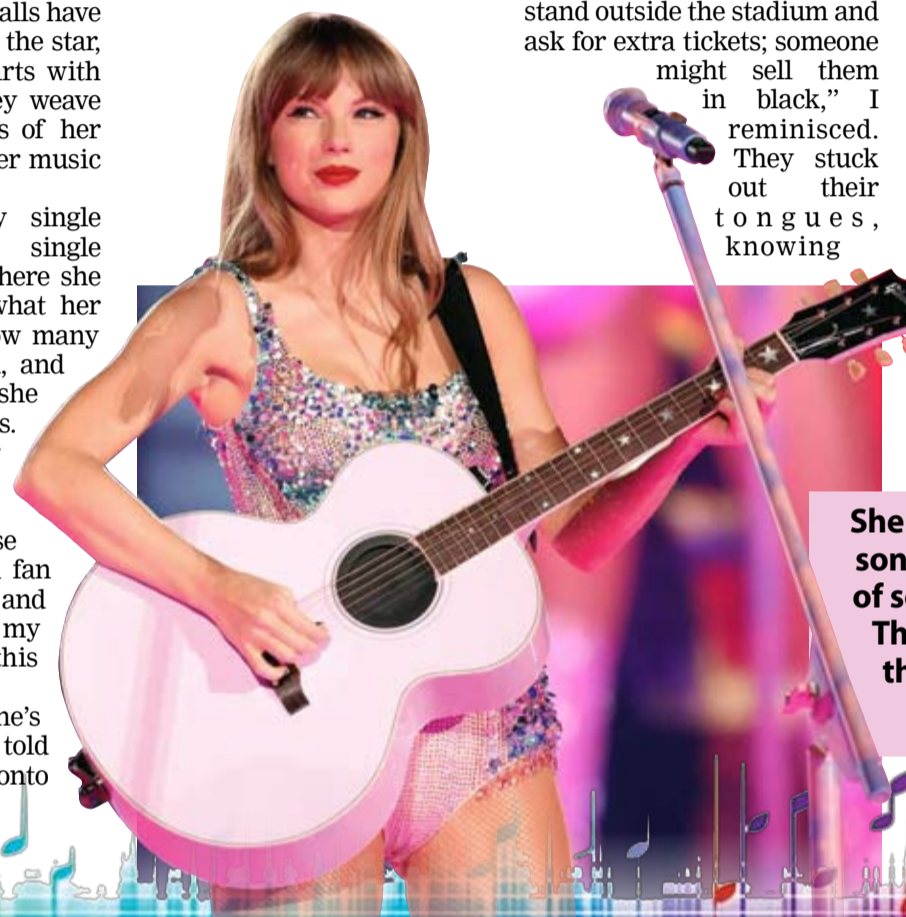 alls have
the star,
rts with
ey weave
s of her
er music
y single
single
here she
what her
ow many
, and
she
s.
se
fan
and
my
this
he's
told
onto
stand outside the stadium and
ask for extra tickets; someone
might sell them
in black,” I
reminisced.
They stuck
out their
tongues,
knowing
She
son
of s
Th
th